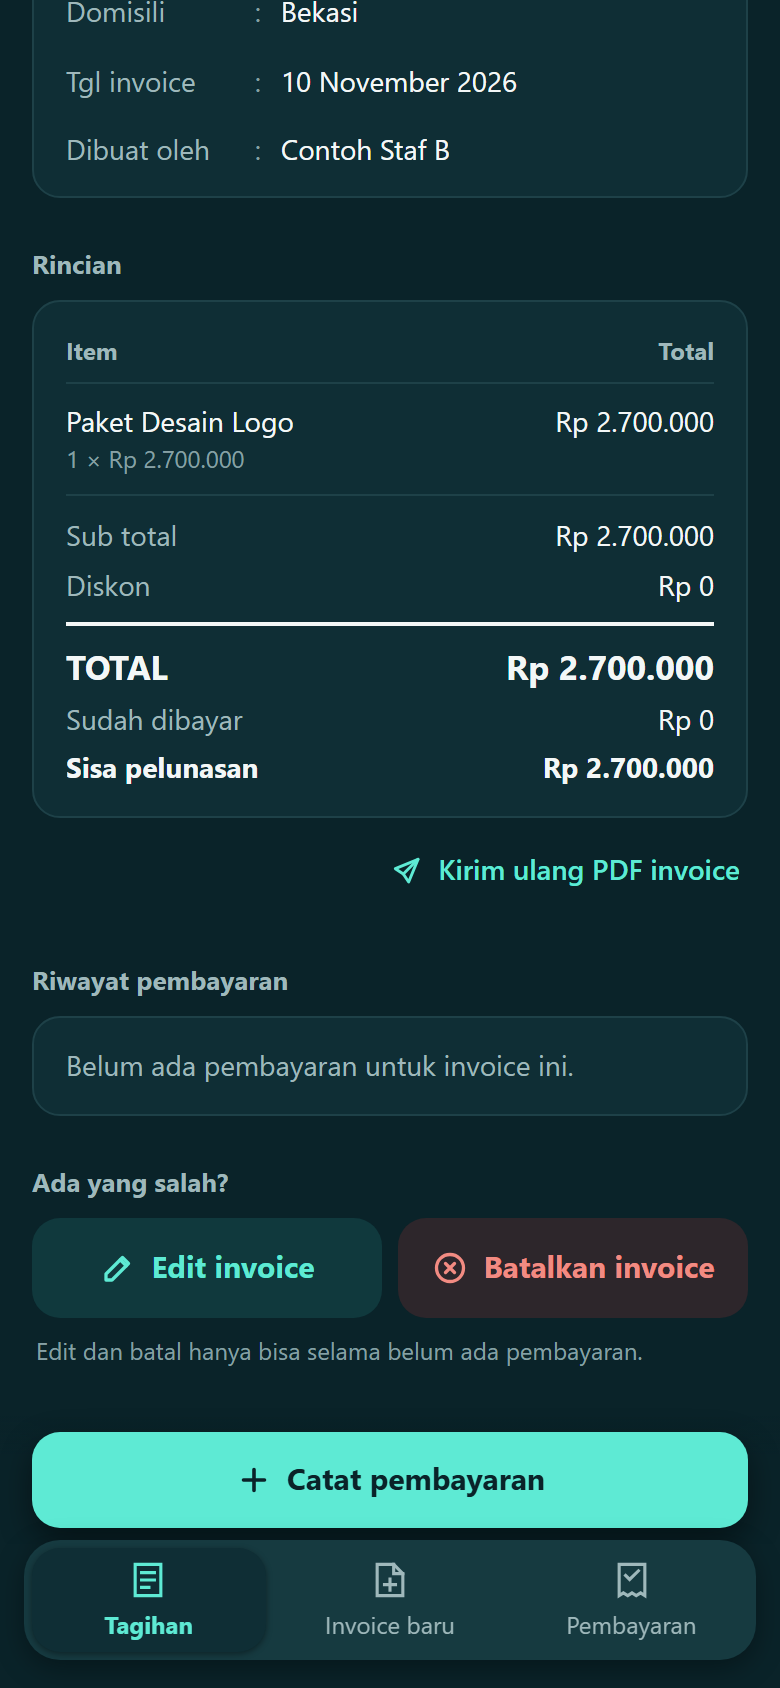 Domisili : Bekasi
Tgl invoice : 10 November 2026
Dibuat oleh : Contoh Staf B
Rincian
Item Total
Paket Desain Logo Rp 2.700.000
1 × Rp 2.700.000
Sub total Rp 2.700.000
Diskon Rp 0
TOTAL Rp 2.700.000
Sudah dibayar Rp 0
Sisa pelunasan Rp 2.700.000
Kirim ulang PDF invoice
Riwayat pembayaran
Belum ada pembayaran untuk invoice ini.
Ada yang salah?
Edit invoice Batalkan invoice
Edit dan batal hanya bisa selama belum ada pembayaran.
Catat pembayaran
Tagihan Invoice baru Pembayaran